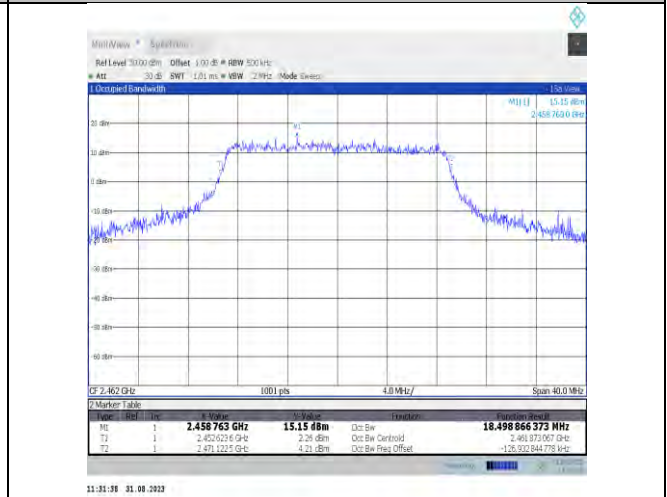 MultiView Spectrum
Ref Level 30.00 dBm Offset 1.00 dB RBW 500 kHz
Att 30 dB SWT 1.01 ms VBW 2 MHz Mode Sweep
1 Occupied Bandwidth
M1[1] 15.15 dBm
2.458 763 0 GHz
M1
20 dBm
10 dBm
0 dBm
-10 dBm
-20 dBm
-30 dBm
-40 dBm
-50 dBm
-60 dBm
CF 2.462 GHz 1001 pts 4.0 MHz/ Span 40.0 MHz
2 Marker Table
Type Ref Trc X-Value Y-Value Function Function Result
M1 1 2.458 763 GHz 15.15 dBm Occ Bw 18.498 866 373 MHz
T1 1 2.452 623 6 GHz 2.26 dBm Occ Bw Centroid 2.461 873 067 GHz
T2 1 2.471 122 5 GHz 4.21 dBm Occ Bw Freq Offset -126.932 844 778 kHz
11:31:38 31.08.2023